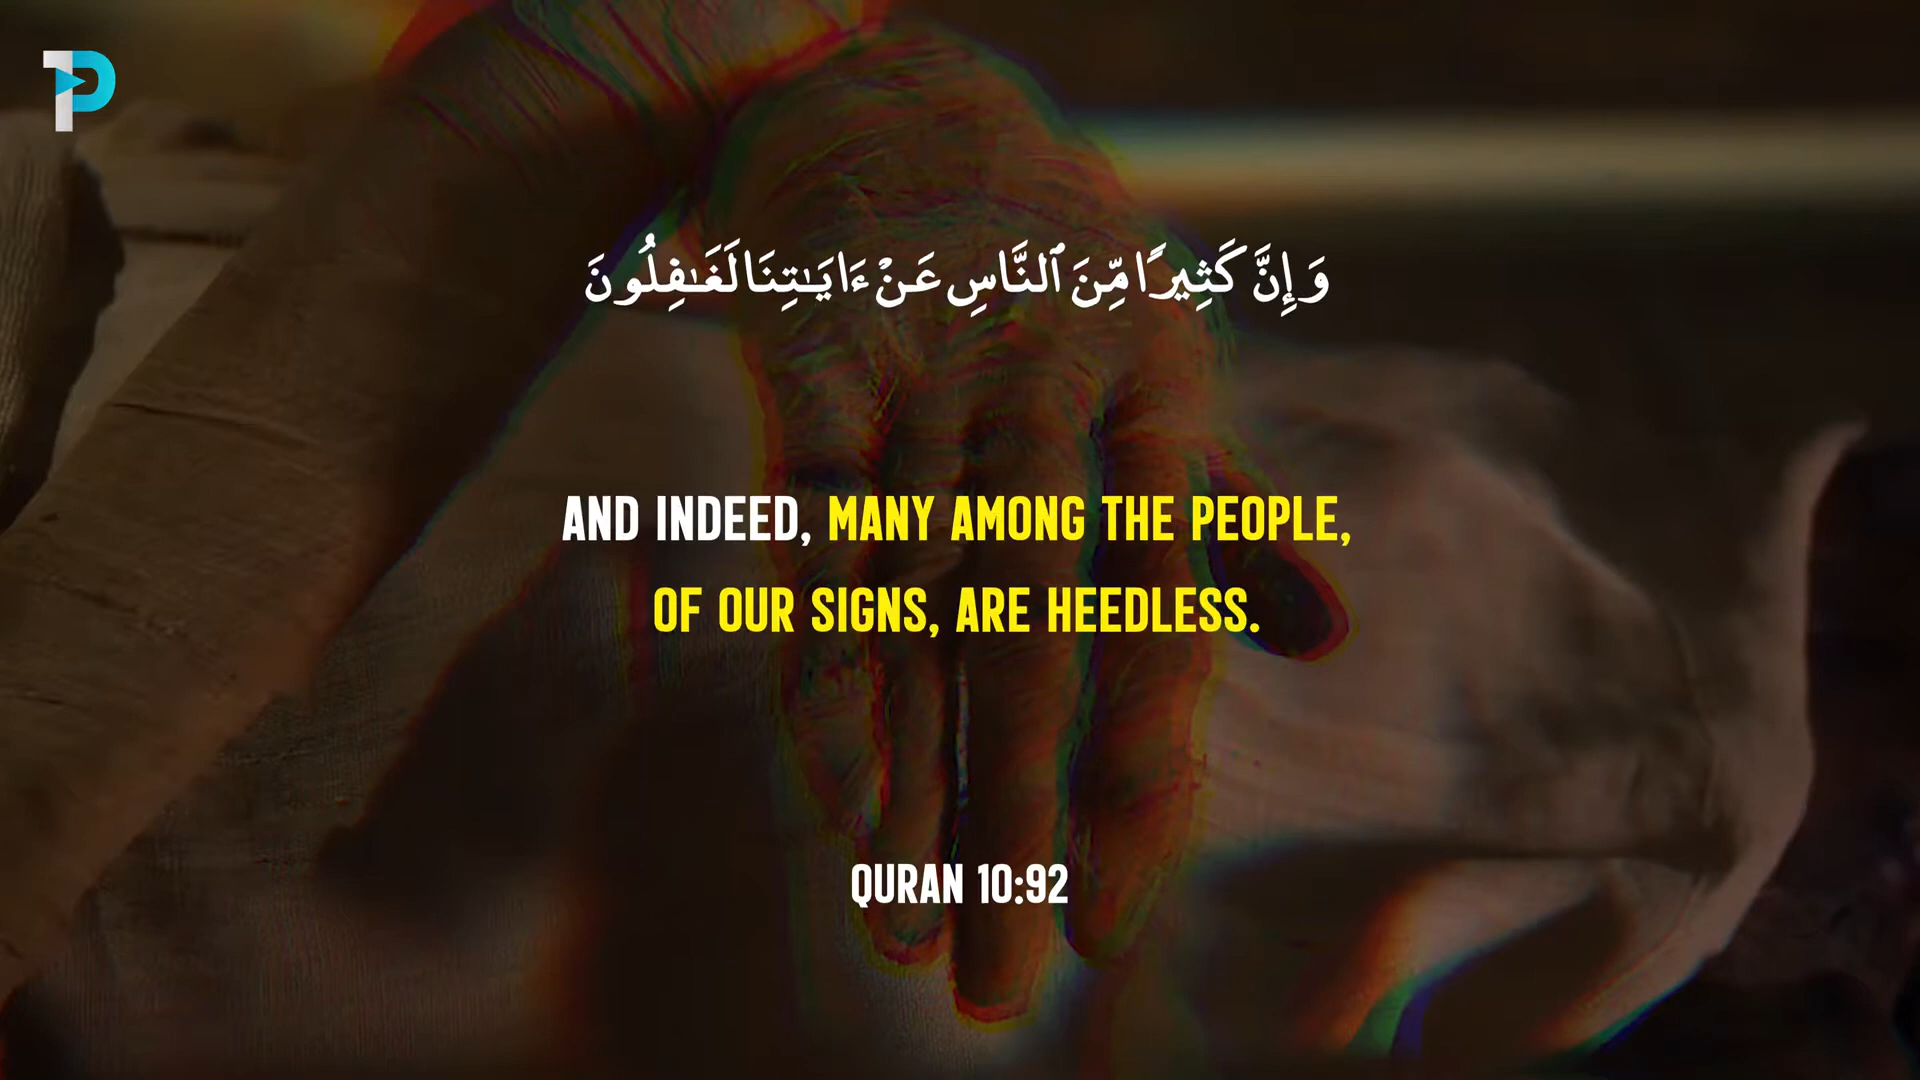 وَإِنَّ كَثِيرًا مِّنَ ٱلنَّاسِ عَنْ ءَايَـٰتِنَا لَغَـٰفِلُونَ
AND INDEED, MANY AMONG THE PEOPLE,
OF OUR SIGNS, ARE HEEDLESS.
QURAN 10:92